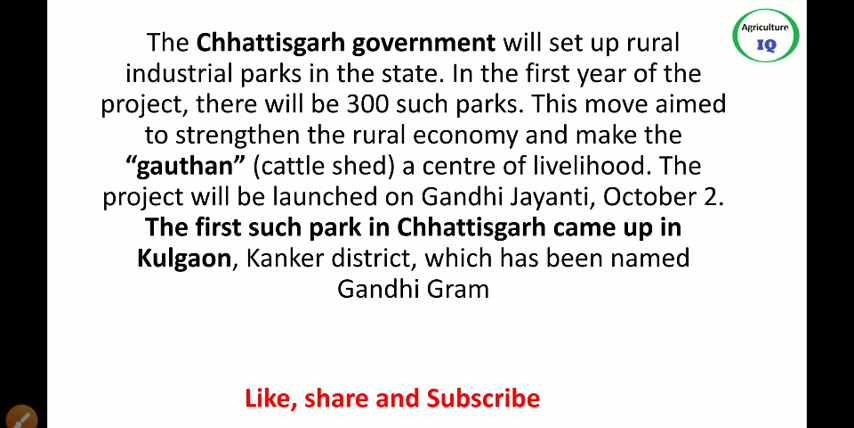 Agriculture
IQ
The Chhattisgarh government will set up rural
industrial parks in the state. In the first year of the
project, there will be 300 such parks. This move aimed
to strengthen the rural economy and make the
“gauthan” (cattle shed) a centre of livelihood. The
project will be launched on Gandhi Jayanti, October 2.
The first such park in Chhattisgarh came up in
Kulgaon, Kanker district, which has been named
Gandhi Gram
Like, share and Subscribe